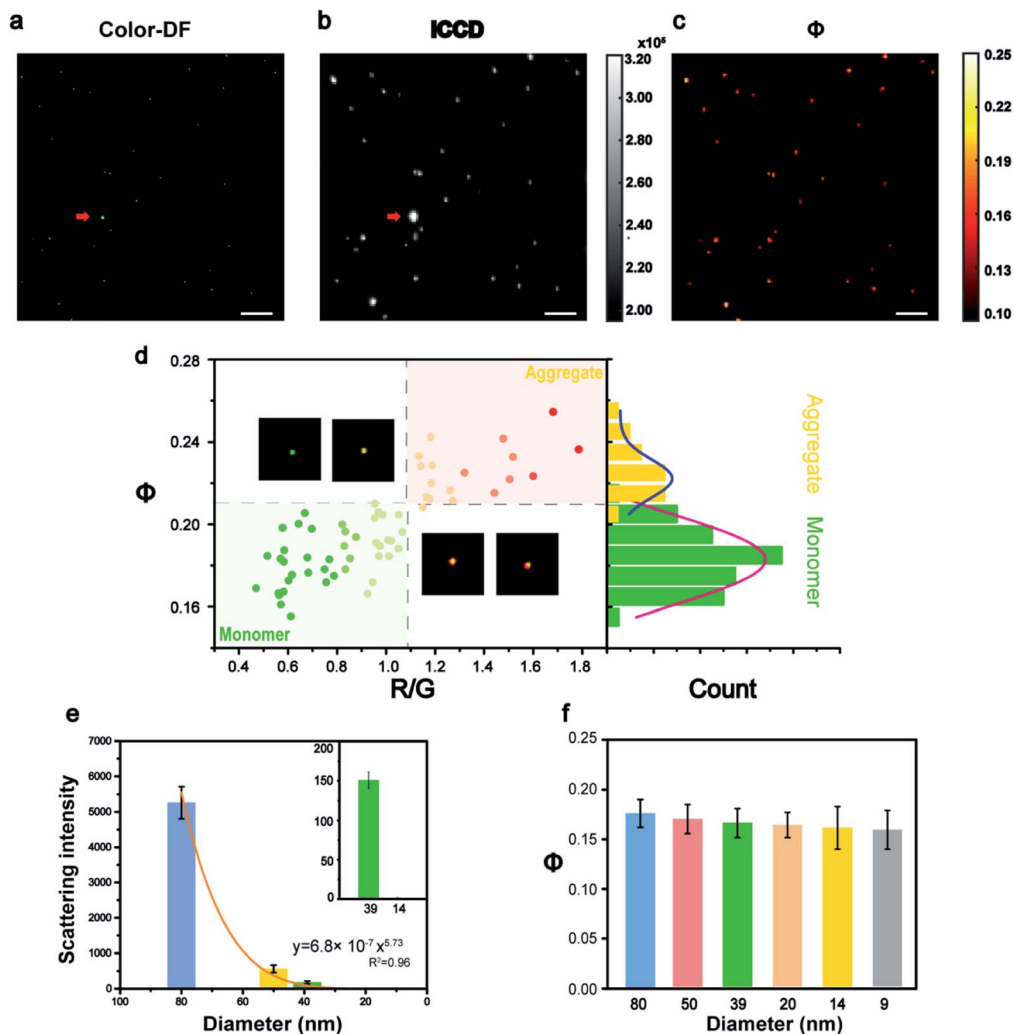 a
Color-DF
b
ICCD
x10⁵
3.20
3.00
2.80
2.60
2.40
2.20
2.00
c
Φ
0.25
0.22
0.19
0.16
0.13
0.10
d
0.28
0.24
0.20
0.16
Φ
Aggregate
Monomer
0.4 0.6 0.8 1.0 1.2 1.4 1.6 1.8
R/G
Aggregate
Monomer
Count
e
7000
6000
5000
4000
3000
2000
1000
0
Scattering intensity
200
150
100
50
0
39 14
y=6.8× 10⁻⁷ x⁵·⁷³
R²=0.96
100 80 60 40 20 0
Diameter (nm)
f
0.25
0.20
0.15
0.10
0.05
0.00
Φ
80 50 39 20 14 9
Diameter (nm)